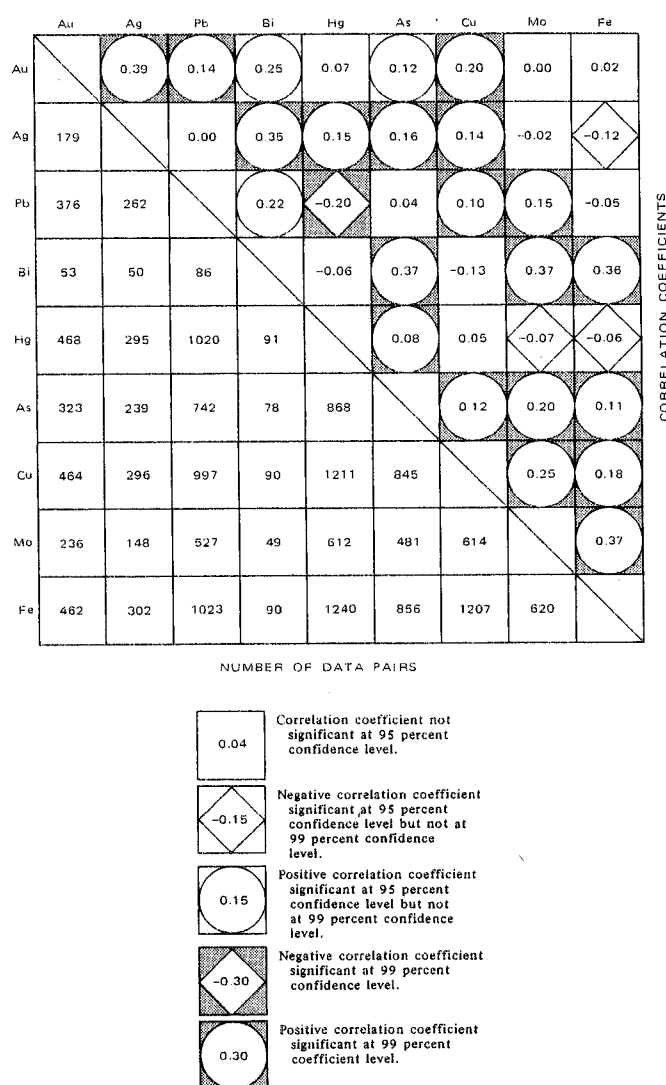 Au Ag Pb Bi Hg As Cu Mo Fe
Au 0.39 0.14 0.25 0.07 0.12 0.20 0.00 0.02
Ag 179 0.00 0.35 0.15 0.16 0.14 -0.02 -0.12
Pb 376 262 0.22 -0.20 0.04 0.10 0.15 -0.05
Bi 53 50 86 -0.06 0.37 -0.13 0.37 0.36
Hg 468 295 1020 91 0.08 0.05 -0.07 -0.06
As 323 239 742 78 868 0.12 0.20 0.11
Cu 464 296 997 90 1211 845 0.25 0.18
Mo 236 148 527 49 612 481 614 0.37
Fe 462 302 1023 90 1240 856 1207 620
CORRELATION COEFFICIENTS
NUMBER OF DATA PAIRS
0.04
Correlation coefficient not
significant at 95 percent
confidence level.
-0.15
Negative correlation coefficient
significant at 95 percent
confidence level but not at
99 percent confidence
level.
0.15
Positive correlation coefficient
significant at 95 percent
confidence level but not
at 99 percent confidence
level.
-0.30
Negative correlation coefficient
significant at 99 percent
confidence level.
0.30
Positive correlation coefficient
significant at 99 percent
coefficient level.